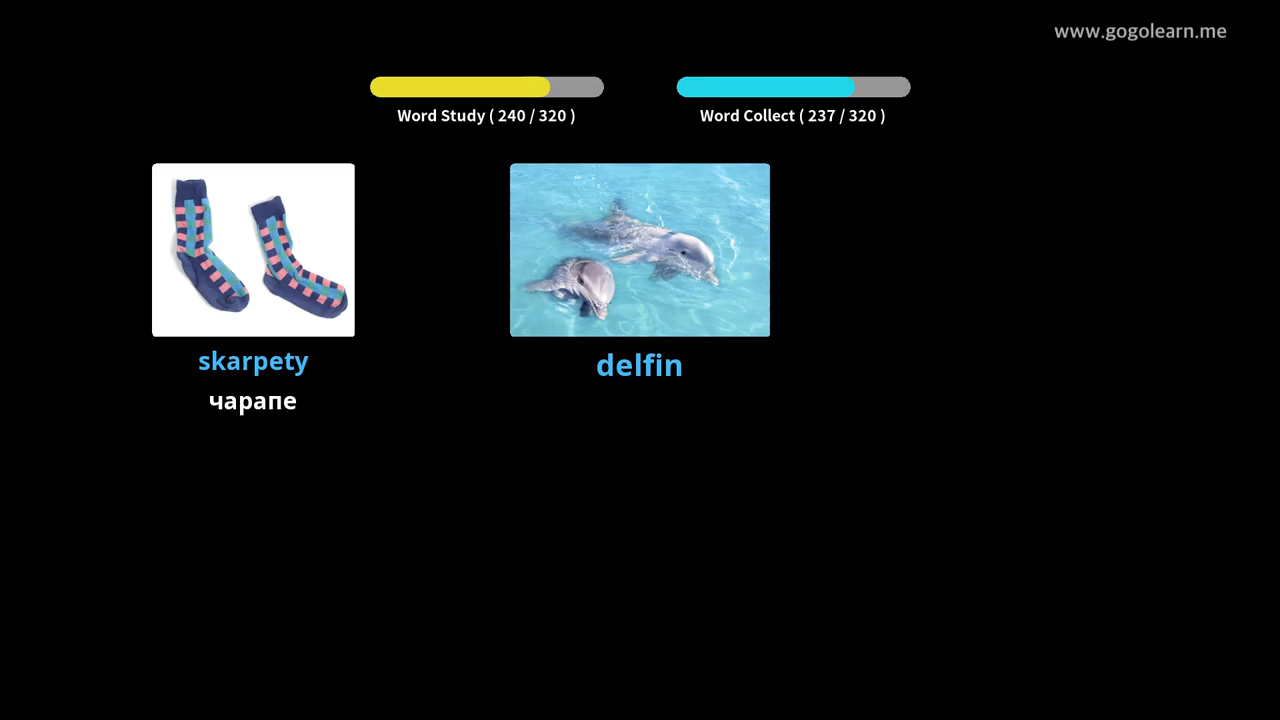 www.gogolearn.me
Word Study ( 240 / 320 )
Word Collect ( 237 / 320 )
skarpety
чарапе
delfin